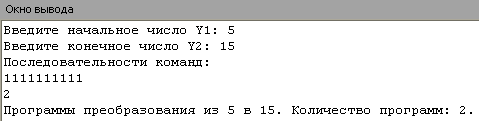 Окно вывода
Введите начальное число Y1: 5
Введите конечное число Y2: 15
Последовательности команд:
1111111111
2
Программы преобразования из 5 в 15. Количество программ: 2.